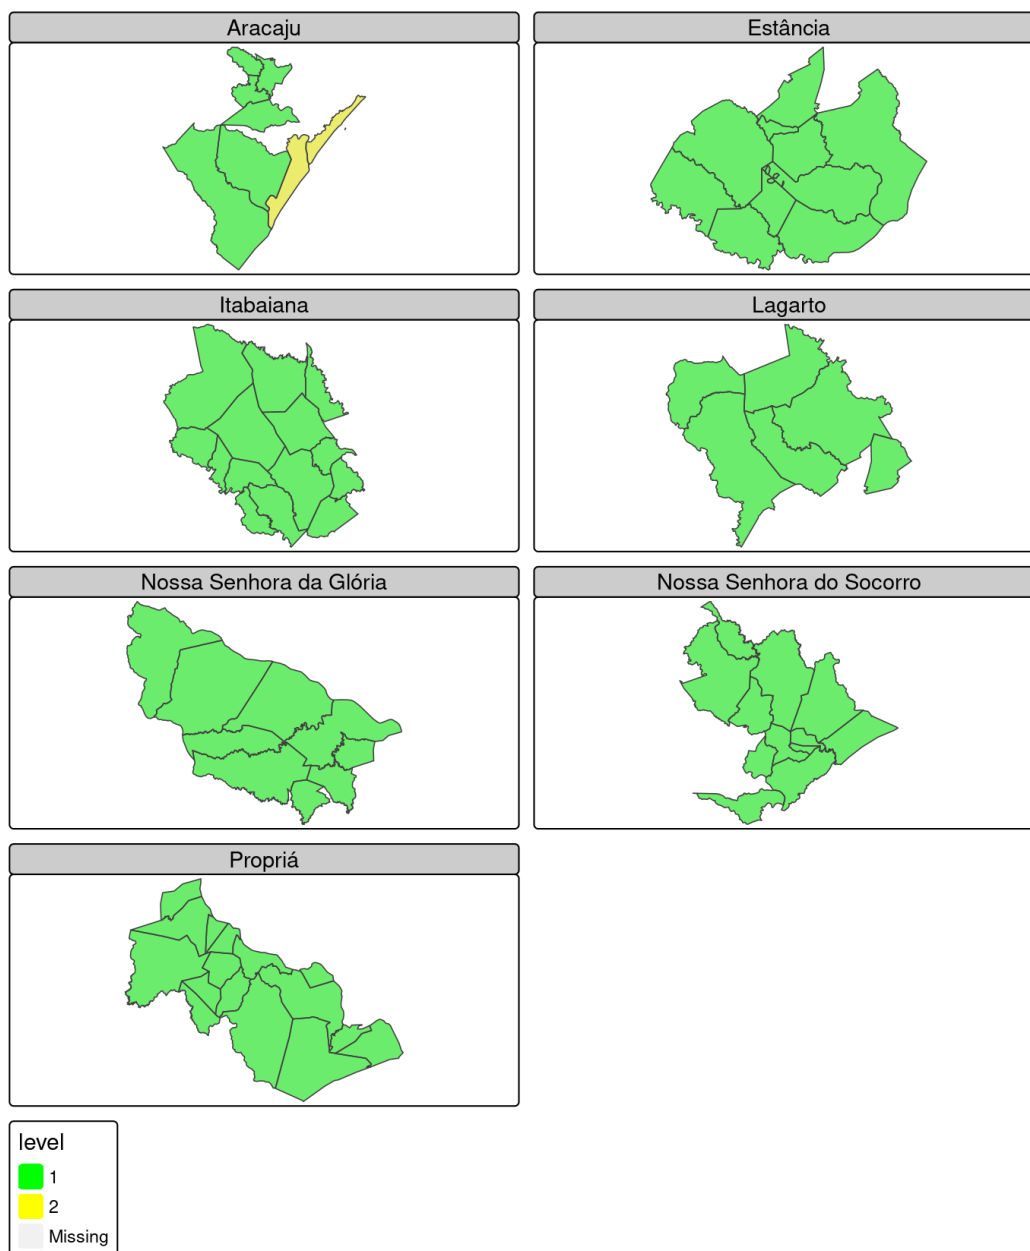 Aracaju
Estância
Itabaiana
Lagarto
Nossa Senhora da Glória
Nossa Senhora do Socorro
Propriá
level
1
2
Missing